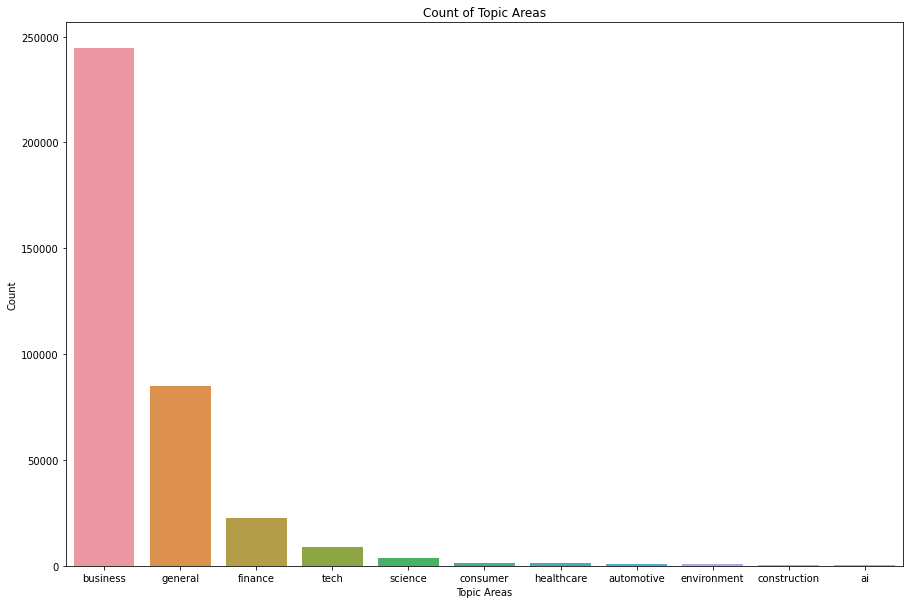 Count of Topic Areas
250000
200000
150000
100000
50000
0
Count
business general finance tech science consumer healthcare automotive environment construction ai
Topic Areas